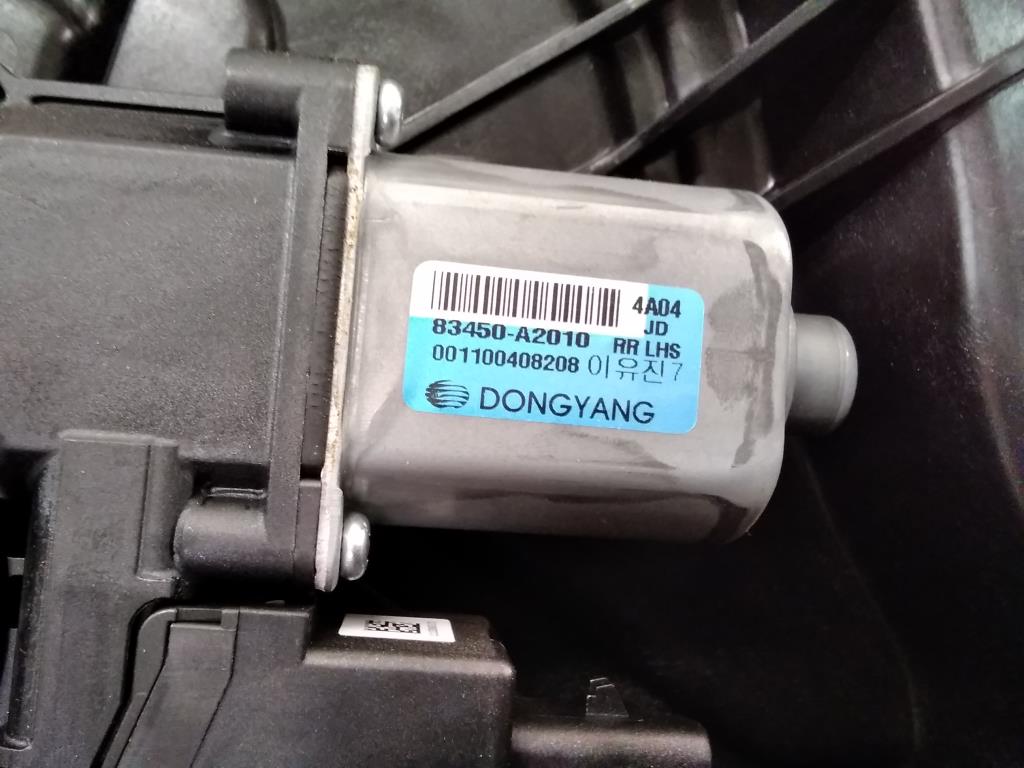 4A04
JD
83450-A2010 RR LHS
001100408208 이유진7
DONGYANG